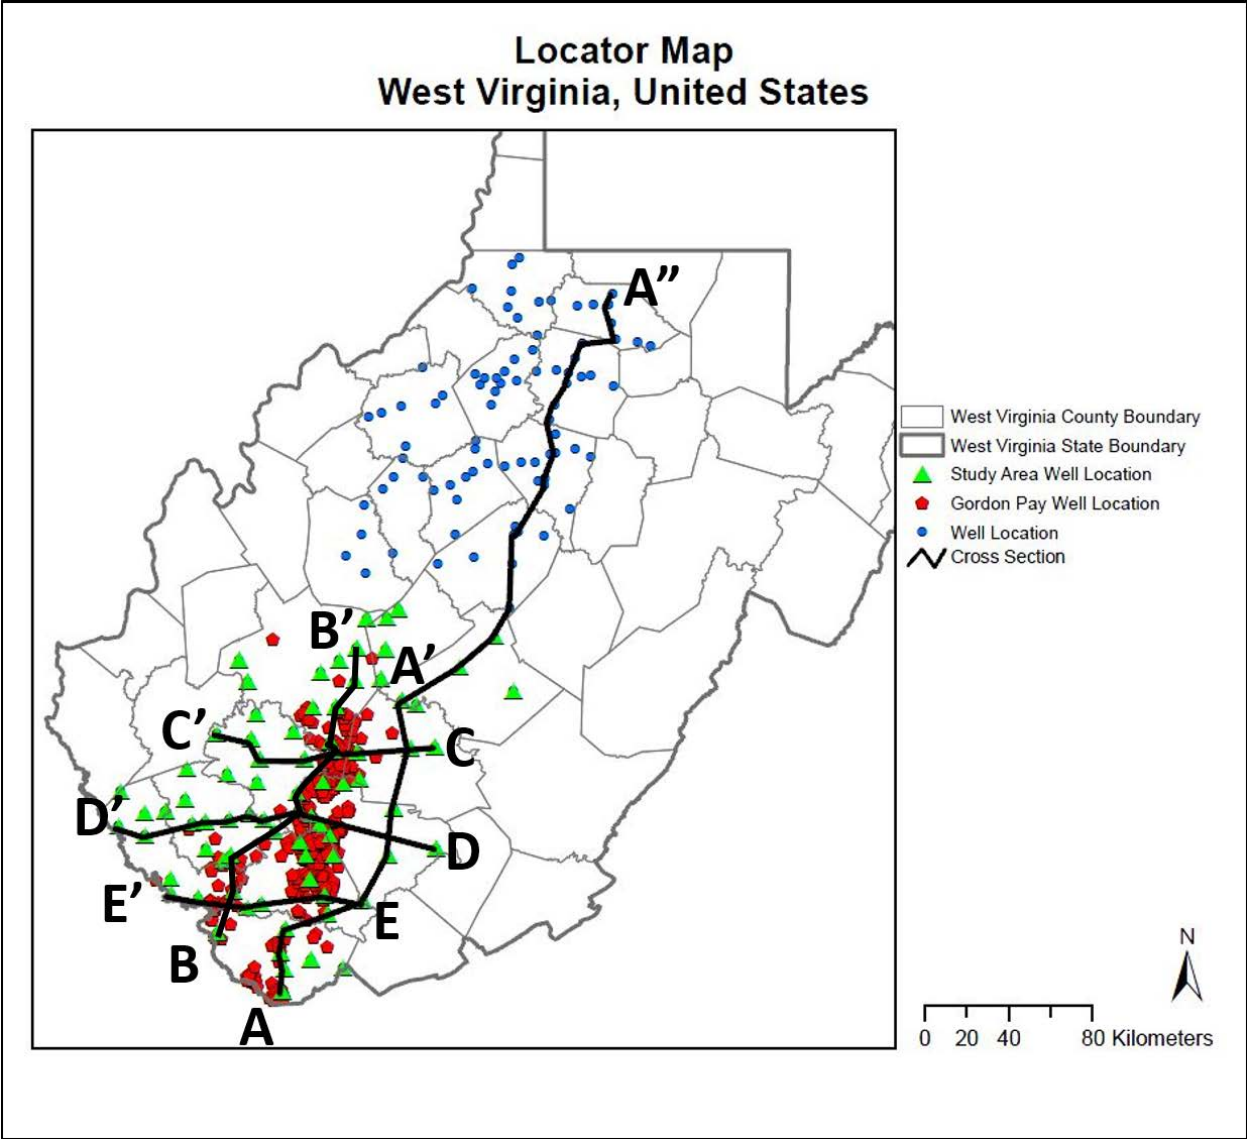 Locator Map
West Virginia, United States
A”
West Virginia County Boundary
West Virginia State Boundary
Study Area Well Location
Gordon Pay Well Location
Well Location
Cross Section
B’
A’
C’
C
D’
D
E’
E
B
A
N
0 20 40 80 Kilometers